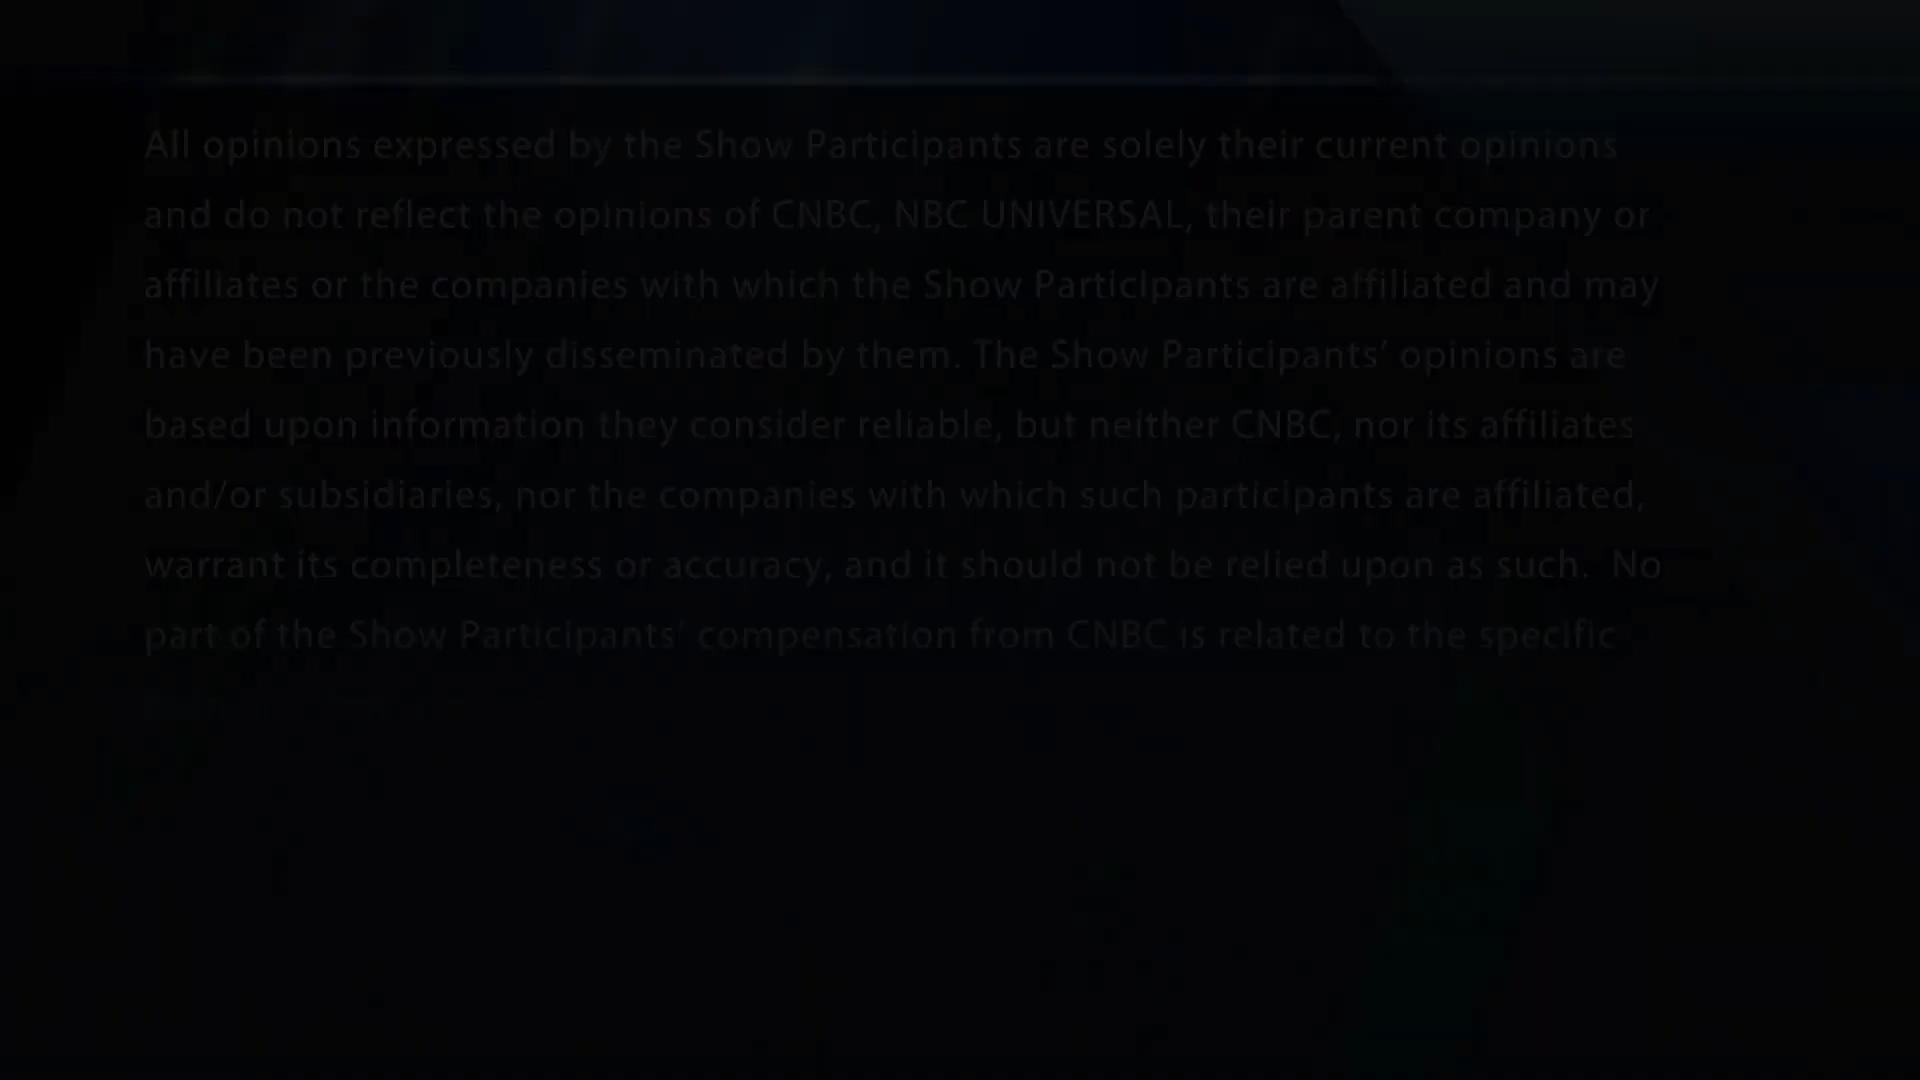 All opinions expressed by the Show Participants are solely their current opinions
and do not reflect the opinions of CNBC, NBC UNIVERSAL, their parent company or
affiliates or the companies with which the Show Participants are affiliated and may
have been previously disseminated by them. The Show Participants’ opinions are
based upon information they consider reliable, but neither CNBC, nor its affiliates
and/or subsidiaries, nor the companies with which such participants are affiliated,
warrant its completeness or accuracy, and it should not be relied upon as such.  No
part of the Show Participants’ compensation from CNBC is related to the specific